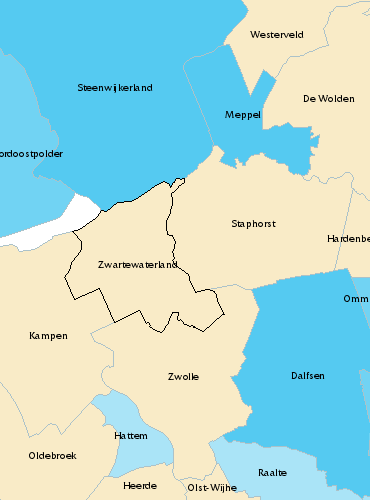 Westerveld
Steenwijkerland
De Wolden
Meppel
ordoostpolder
Staphorst
Hardenbe
Zwartewaterland
Omm
Kampen
Zwolle
Dalfsen
Hattem
Oldebroek
Raalte
Heerde
Olst-Wijhe